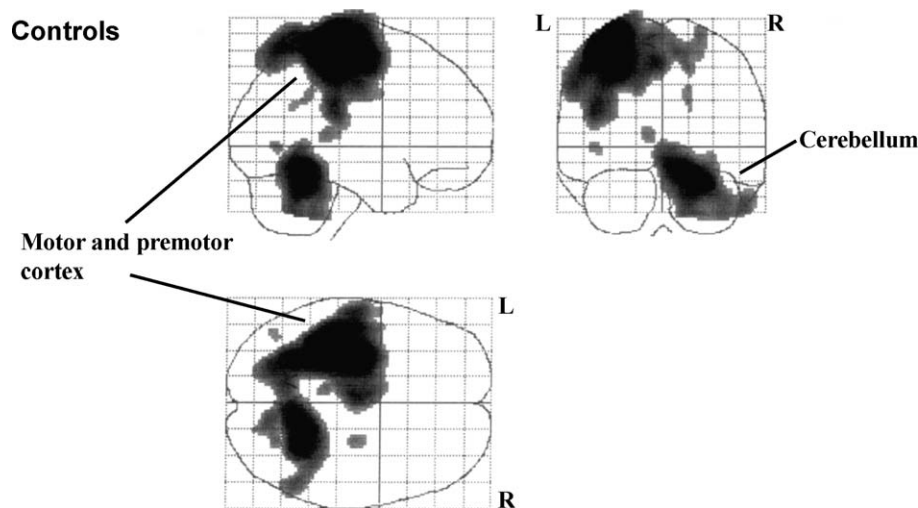 Controls
L
R
Cerebellum
Motor and premotor
cortex
L
R